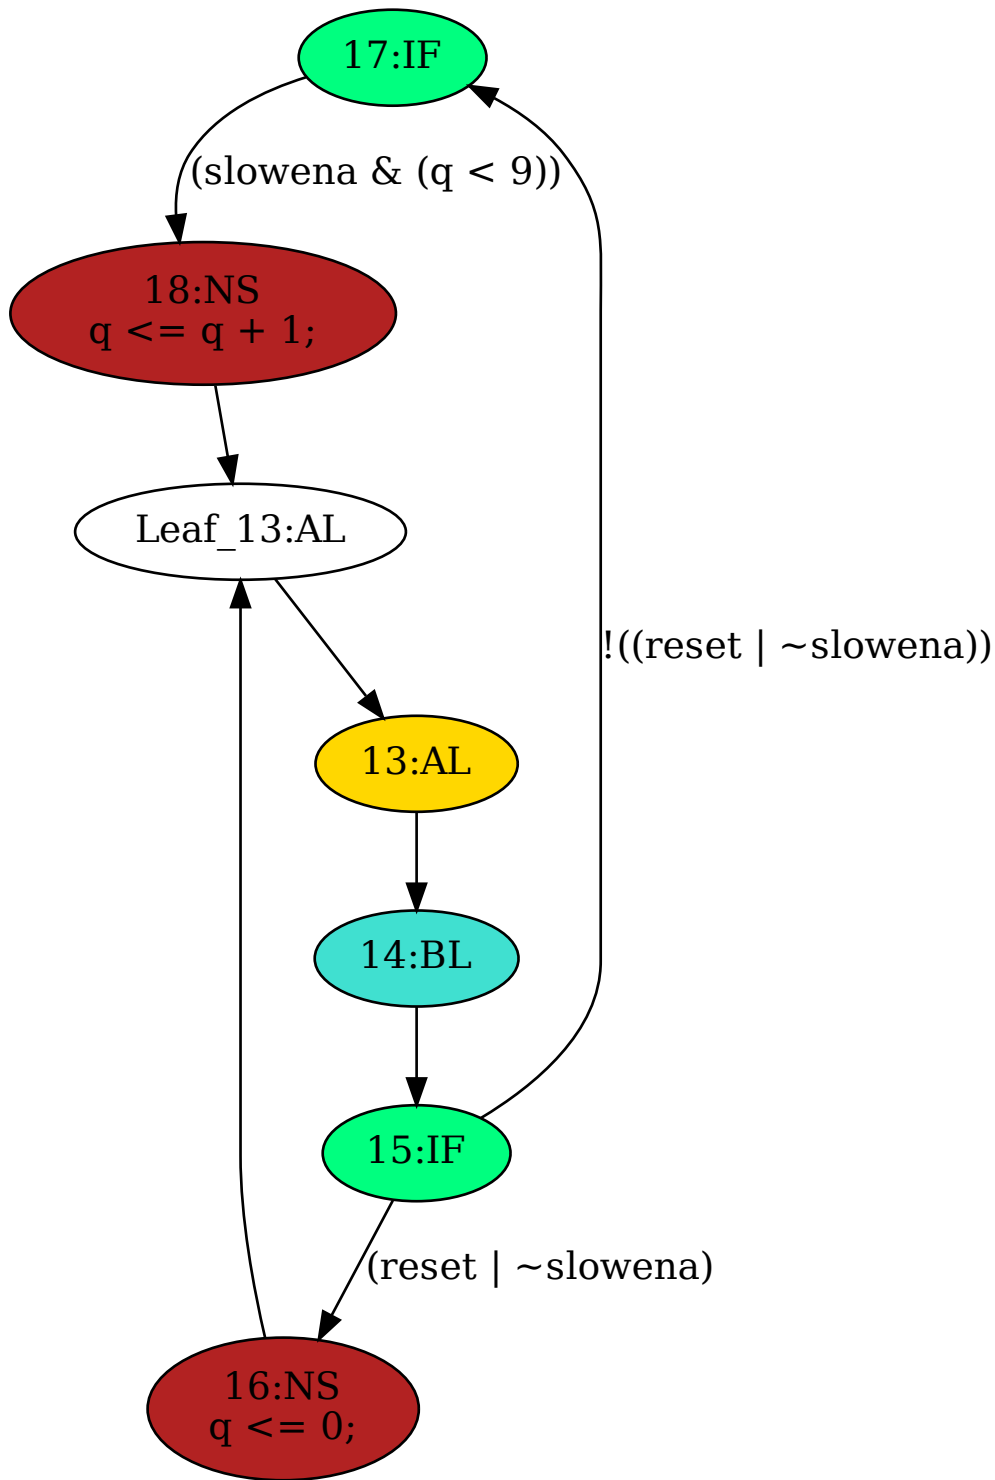 17:IF
(slowena & (q < 9))
18:NS
q <= q + 1;
Leaf_13:AL
!((reset | ~slowena))
13:AL
14:BL
15:IF
(reset | ~slowena)
16:NS
q <= 0;